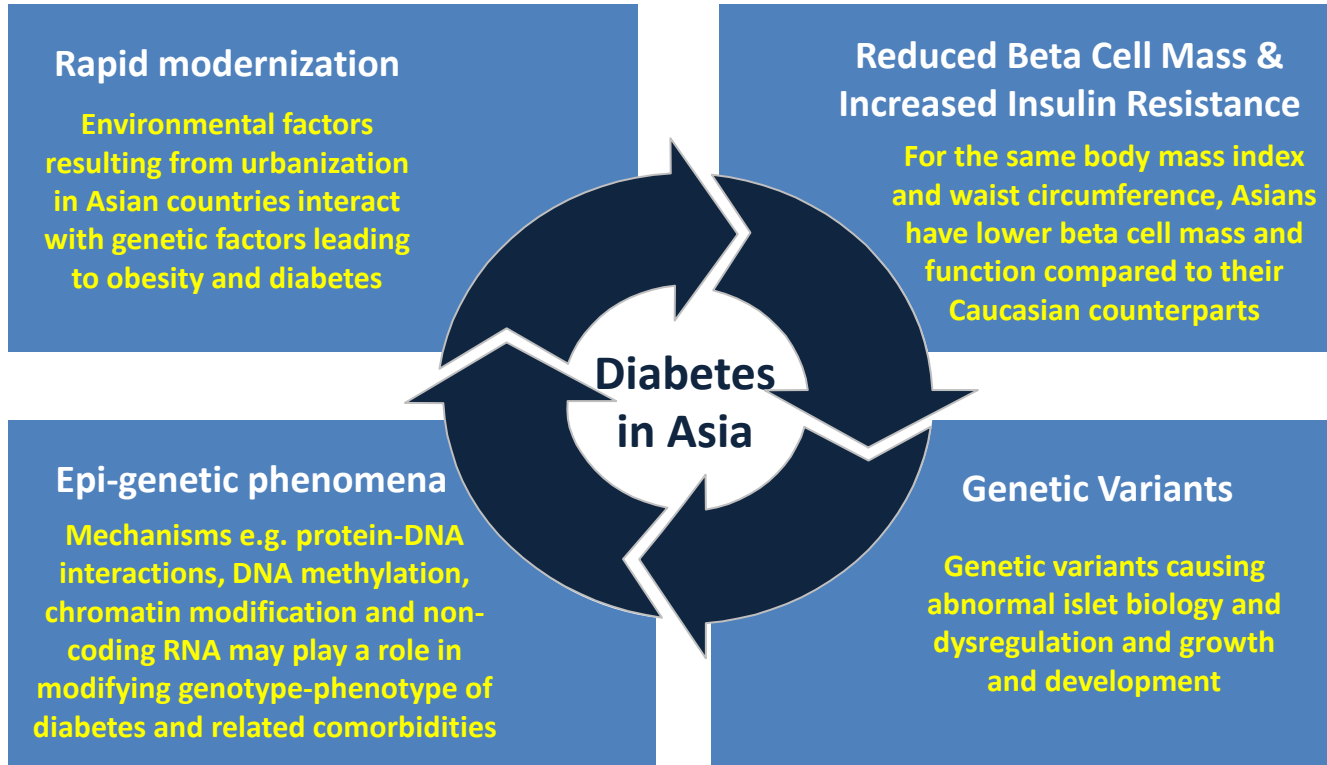 Rapid modernization
Environmental factors
resulting from urbanization
in Asian countries interact
with genetic factors leading
to obesity and diabetes
Reduced Beta Cell Mass &
Increased Insulin Resistance
For the same body mass index
and waist circumference, Asians
have lower beta cell mass and
function compared to their
Caucasian counterparts
Diabetes
in Asia
Epi-genetic phenomena
Mechanisms e.g. protein-DNA
interactions, DNA methylation,
chromatin modification and non-
coding RNA may play a role in
modifying genotype-phenotype of
diabetes and related comorbidities
Genetic Variants
Genetic variants causing
abnormal islet biology and
dysregulation and growth
and development